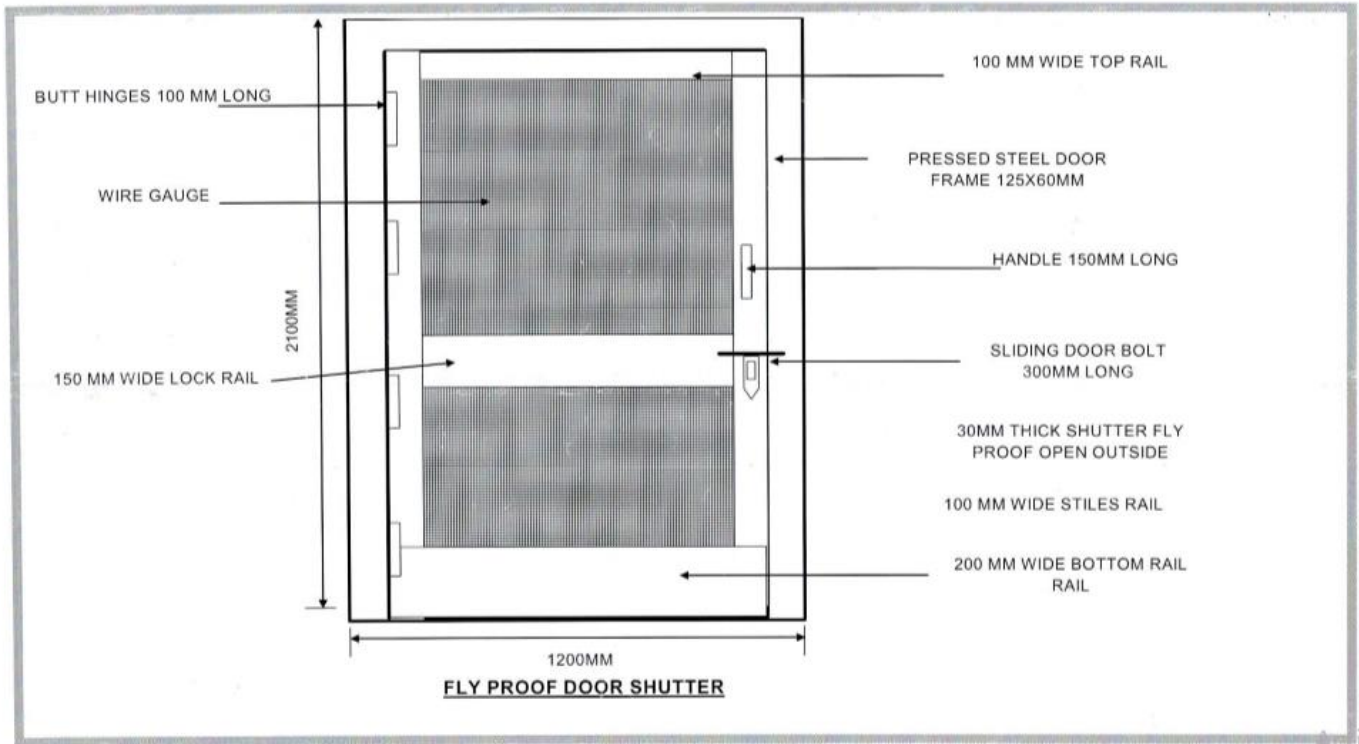 100 MM WIDE TOP RAIL
BUTT HINGES 100 MM LONG
PRESSED STEEL DOOR
FRAME 125X60MM
WIRE GAUGE
HANDLE 150MM LONG
2100MM
SLIDING DOOR BOLT
300MM LONG
150 MM WIDE LOCK RAIL
30MM THICK SHUTTER FLY
PROOF OPEN OUTSIDE
100 MM WIDE STILES RAIL
200 MM WIDE BOTTOM RAIL
RAIL
1200MM
FLY PROOF DOOR SHUTTER